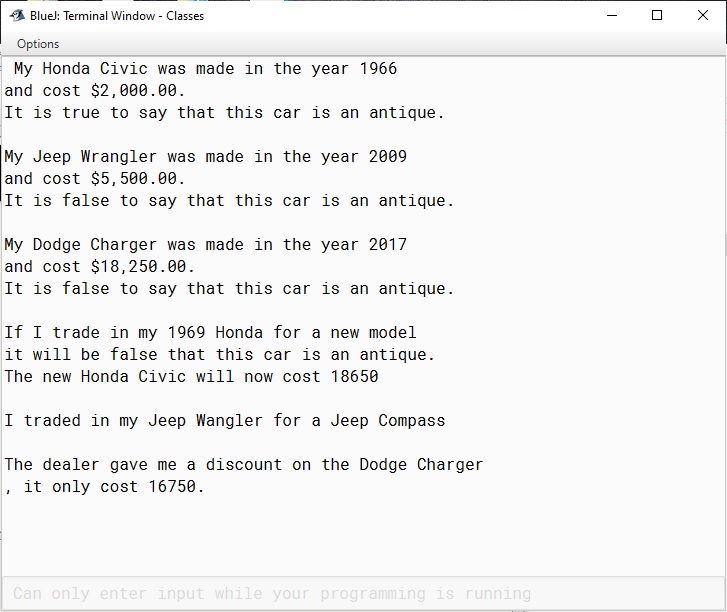 BlueJ: Terminal Window - Classes
Options
My Honda Civic was made in the year 1966
and cost $2,000.00.
It is true to say that this car is an antique.
My Jeep Wrangler was made in the year 2009
and cost $5,500.00.
It is false to say that this car is an antique.
My Dodge Charger was made in the year 2017
and cost $18,250.00.
It is false to say that this car is an antique.
If I trade in my 1969 Honda for a new model
it will be false that this car is an antique.
The new Honda Civic will now cost 18650
I traded in my Jeep Wangler for a Jeep Compass
The dealer gave me a discount on the Dodge Charger
, it only cost 16750.
Can only enter input while your programming is running